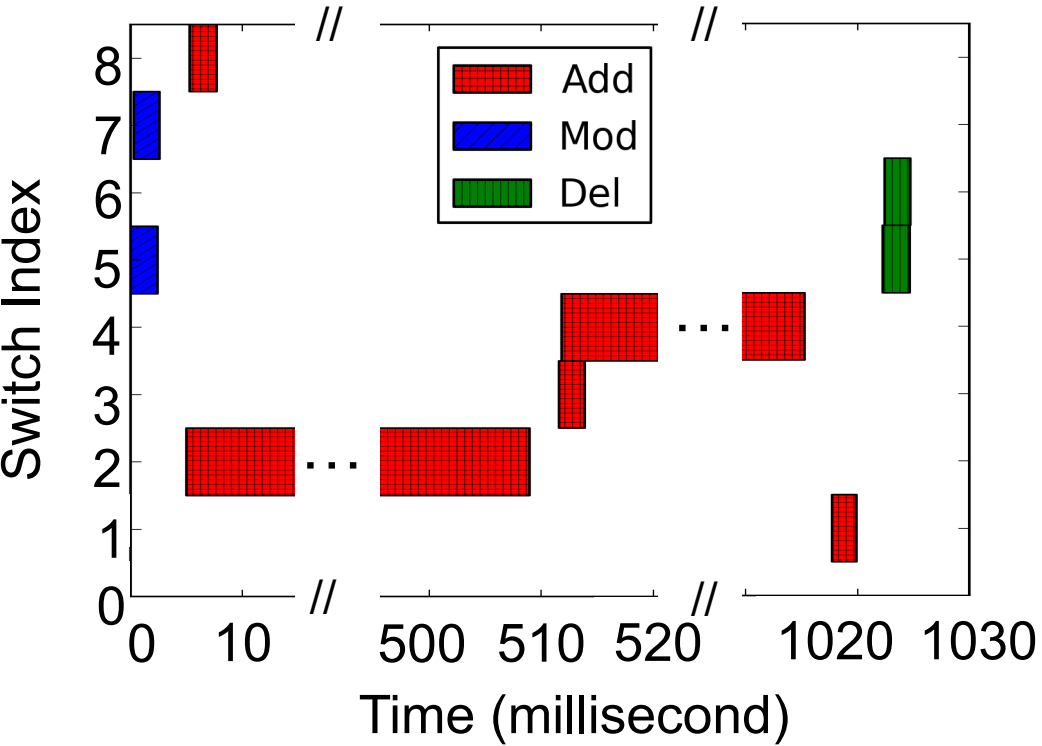 // //
8
7
6
5
4
3
2
1
0
Switch Index
Add
Mod
Del
...
...
// //
0 10 500 510 520 1020 1030
Time (millisecond)